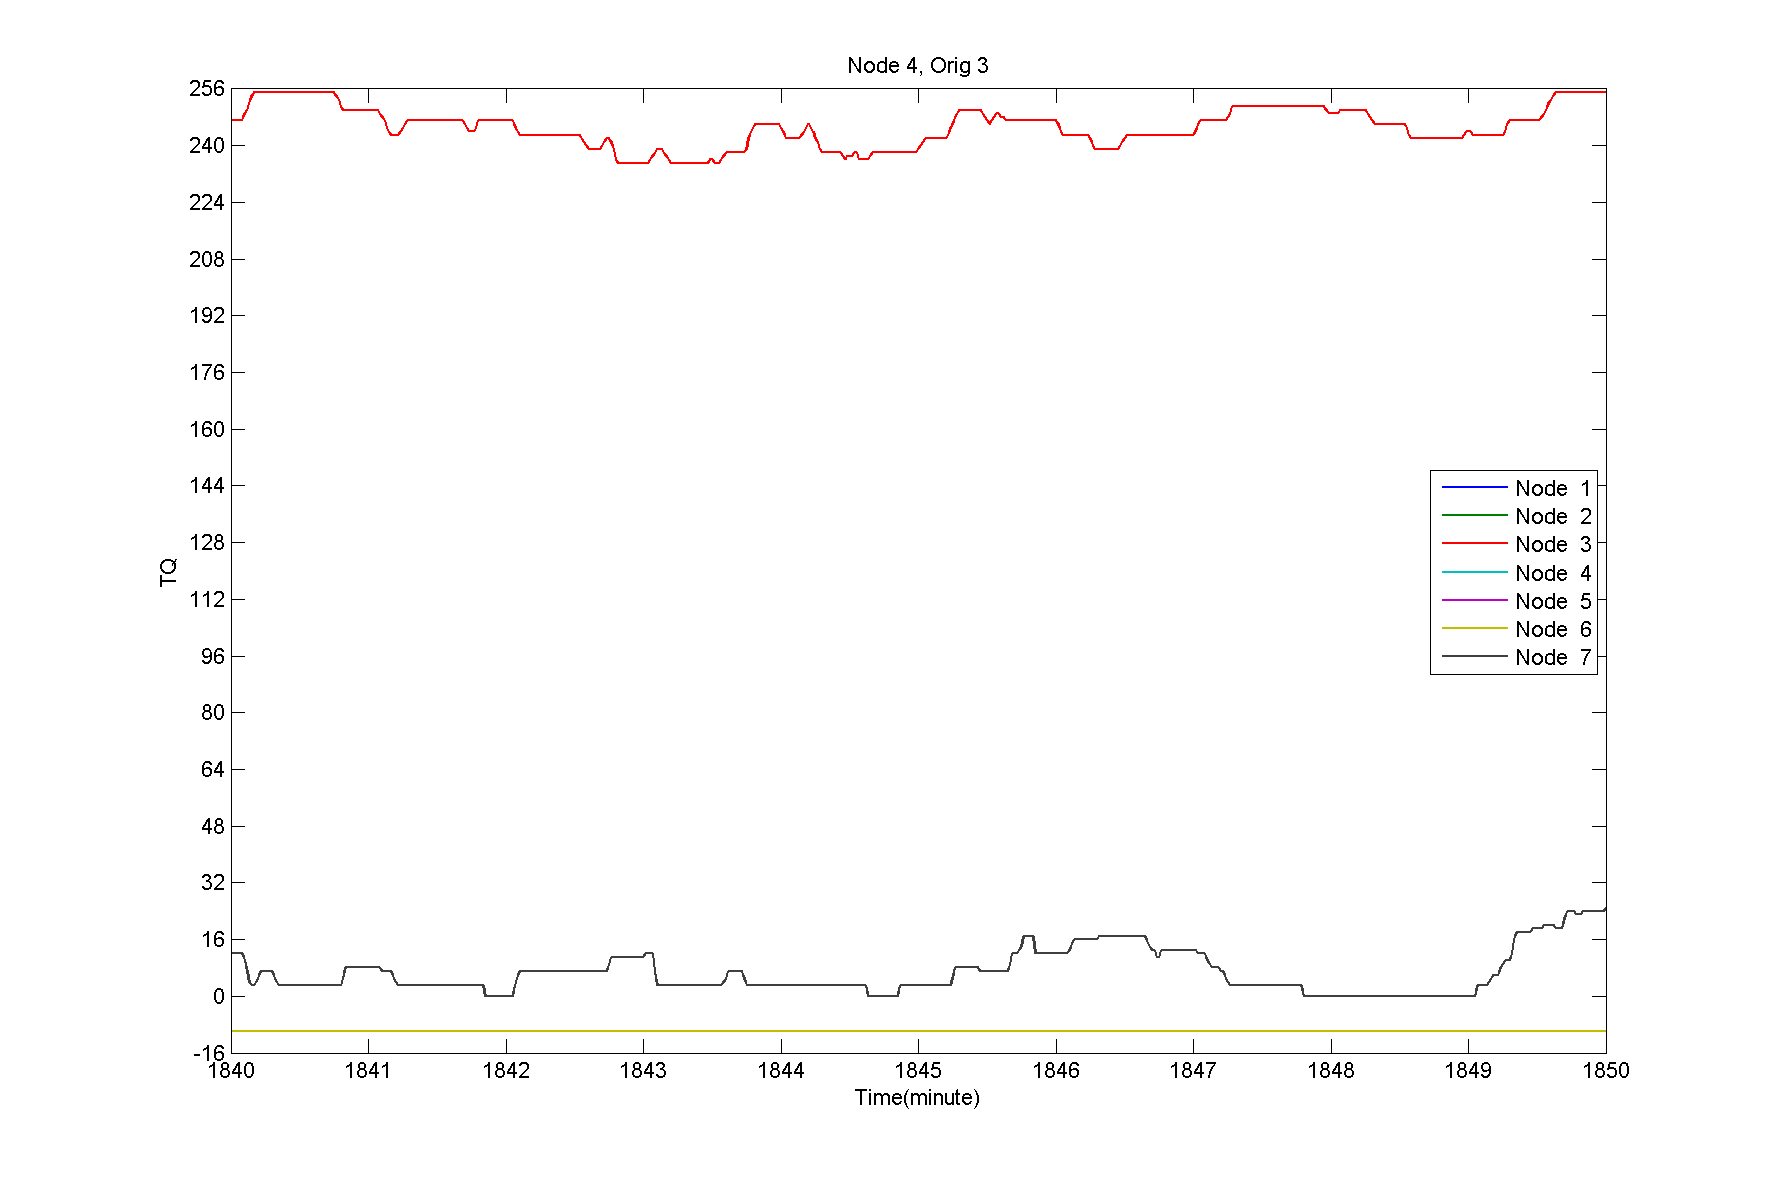 Node 4, Orig 3
256
240
224
208
192
176
160
144
128
112
96
80
64
48
32
16
0
-16
TQ
Node 1
Node 2
Node 3
Node 4
Node 5
Node 6
Node 7
1840 1841 1842 1843 1844 1845 1846 1847 1848 1849 1850
Time(minute)